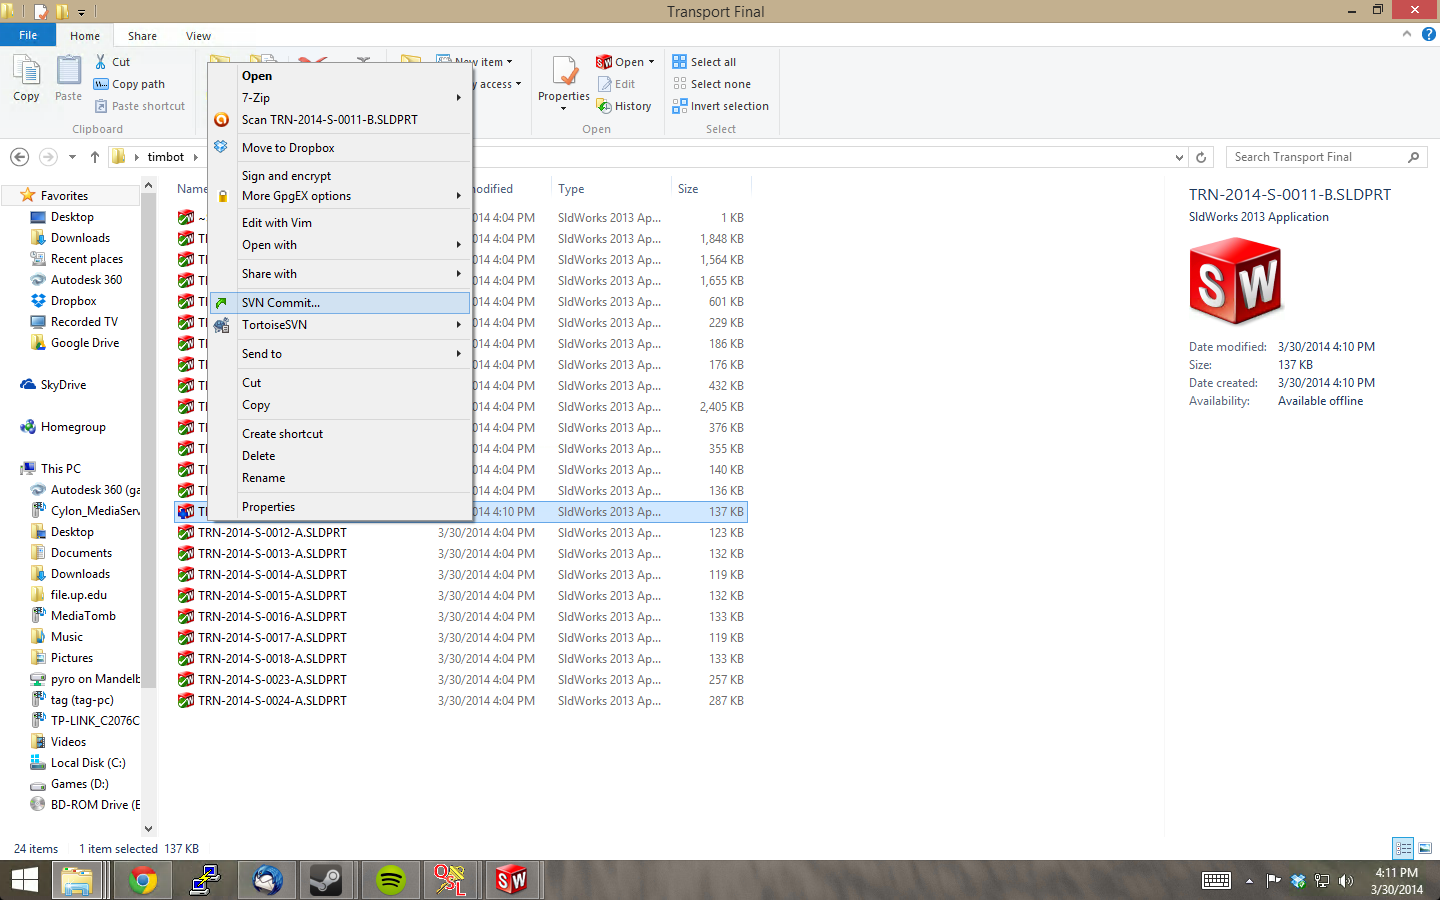 Transport Final
File
Home
Share
View
Copy
Paste
Cut
Copy path
Paste shortcut
Clipboard
New item
access
Properties
Open
Edit
History
Open
Select all
Select none
Invert selection
Select
timbot
Search Transport Final
Open
7-Zip
Scan TRN-2014-S-0011-B.SLDPRT
Move to Dropbox
Sign and encrypt
More GpgEX options
Edit with Vim
Open with
Share with
SVN Commit...
TortoiseSVN
Send to
Cut
Copy
Create shortcut
Delete
Rename
Properties
Favorites
Desktop
Downloads
Recent places
Autodesk 360
Dropbox
Recorded TV
Google Drive
SkyDrive
Homegroup
This PC
Autodesk 360 (ga
Cylon_MediaServ
Desktop
Documents
Downloads
file.up.edu
MediaTomb
Music
Pictures
pyro on Mandelb
tag (tag-pc)
TP-LINK_C2076C
Videos
Local Disk (C:)
Games (D:)
BD-ROM Drive (E
Name odified Type Size
~ 014 4:04 PM SldWorks 2013 Ap... 1 KB
014 4:04 PM SldWorks 2013 Ap... 1,848 KB
014 4:04 PM SldWorks 2013 Ap... 1,564 KB
014 4:04 PM SldWorks 2013 Ap... 1,655 KB
014 4:04 PM SldWorks 2013 Ap... 601 KB
014 4:04 PM SldWorks 2013 Ap... 229 KB
014 4:04 PM SldWorks 2013 Ap... 186 KB
014 4:04 PM SldWorks 2013 Ap... 176 KB
014 4:04 PM SldWorks 2013 Ap... 432 KB
014 4:04 PM SldWorks 2013 Ap... 2,405 KB
014 4:04 PM SldWorks 2013 Ap... 376 KB
014 4:04 PM SldWorks 2013 Ap... 355 KB
014 4:04 PM SldWorks 2013 Ap... 140 KB
014 4:04 PM SldWorks 2013 Ap... 136 KB
014 4:10 PM SldWorks 2013 Ap... 137 KB
TRN-2014-S-0012-A.SLDPRT 3/30/2014 4:04 PM SldWorks 2013 Ap... 123 KB
TRN-2014-S-0013-A.SLDPRT 3/30/2014 4:04 PM SldWorks 2013 Ap... 132 KB
TRN-2014-S-0014-A.SLDPRT 3/30/2014 4:04 PM SldWorks 2013 Ap... 119 KB
TRN-2014-S-0015-A.SLDPRT 3/30/2014 4:04 PM SldWorks 2013 Ap... 132 KB
TRN-2014-S-0016-A.SLDPRT 3/30/2014 4:04 PM SldWorks 2013 Ap... 133 KB
TRN-2014-S-0017-A.SLDPRT 3/30/2014 4:04 PM SldWorks 2013 Ap... 119 KB
TRN-2014-S-0018-A.SLDPRT 3/30/2014 4:04 PM SldWorks 2013 Ap... 133 KB
TRN-2014-S-0023-A.SLDPRT 3/30/2014 4:04 PM SldWorks 2013 Ap... 257 KB
TRN-2014-S-0024-A.SLDPRT 3/30/2014 4:04 PM SldWorks 2013 Ap... 287 KB
TRN-2014-S-0011-B.SLDPRT
SldWorks 2013 Application
SW
Date modified: 3/30/2014 4:10 PM
Size: 137 KB
Date created: 3/30/2014 4:10 PM
Availability: Available offline
24 items 1 item selected 137 KB
SW
4:11 PM
3/30/2014